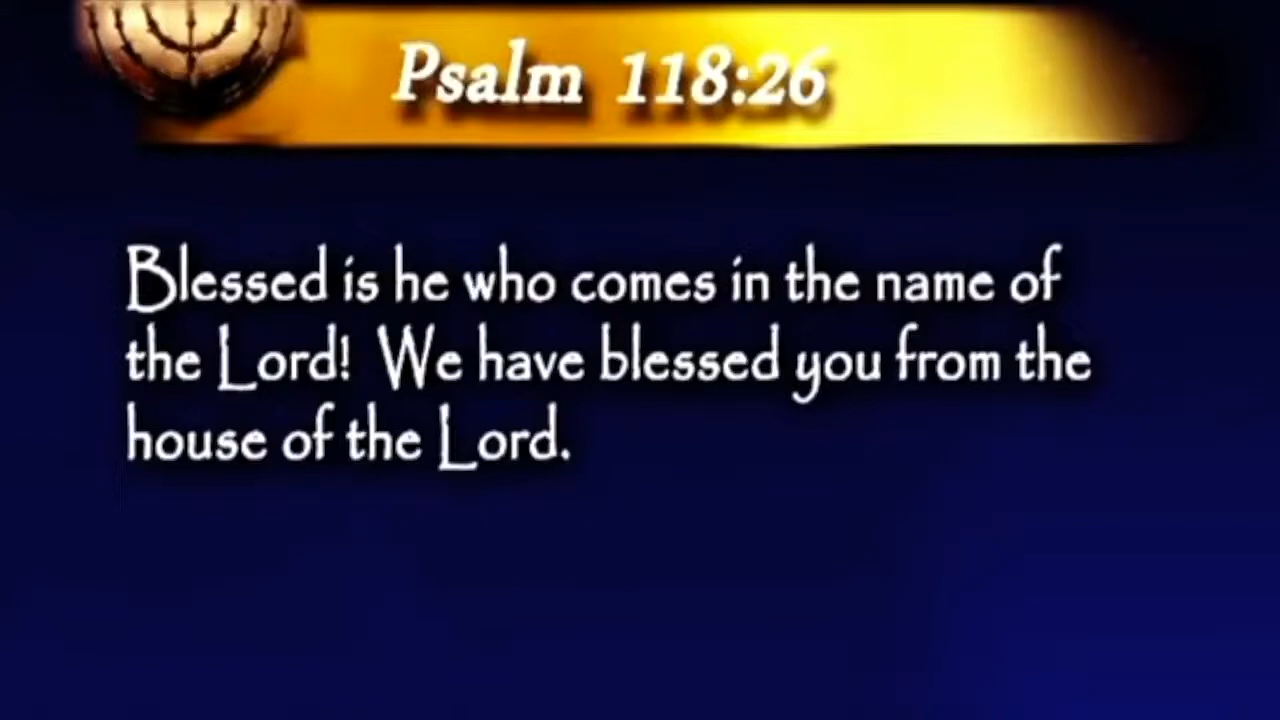 Psalm 118:26
Blessed is he who comes in the name of
the Lord! We have blessed you from the
house of the Lord.